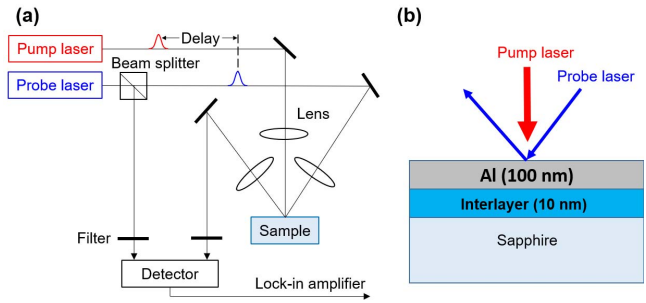 (a)
Pump laser
Delay
Probe laser
Beam splitter
Lens
Sample
Filter
Detector
Lock-in amplifier
(b)
Pump laser
Probe laser
Al (100 nm)
Interlayer (10 nm)
Sapphire